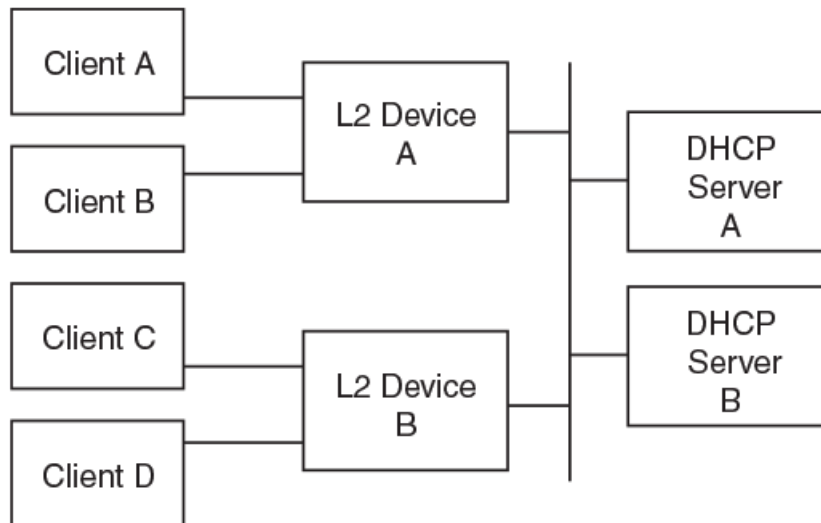 Client A
Client B
Client C
Client D
L2 Device
A
L2 Device
B
DHCP
Server
A
DHCP
Server
B